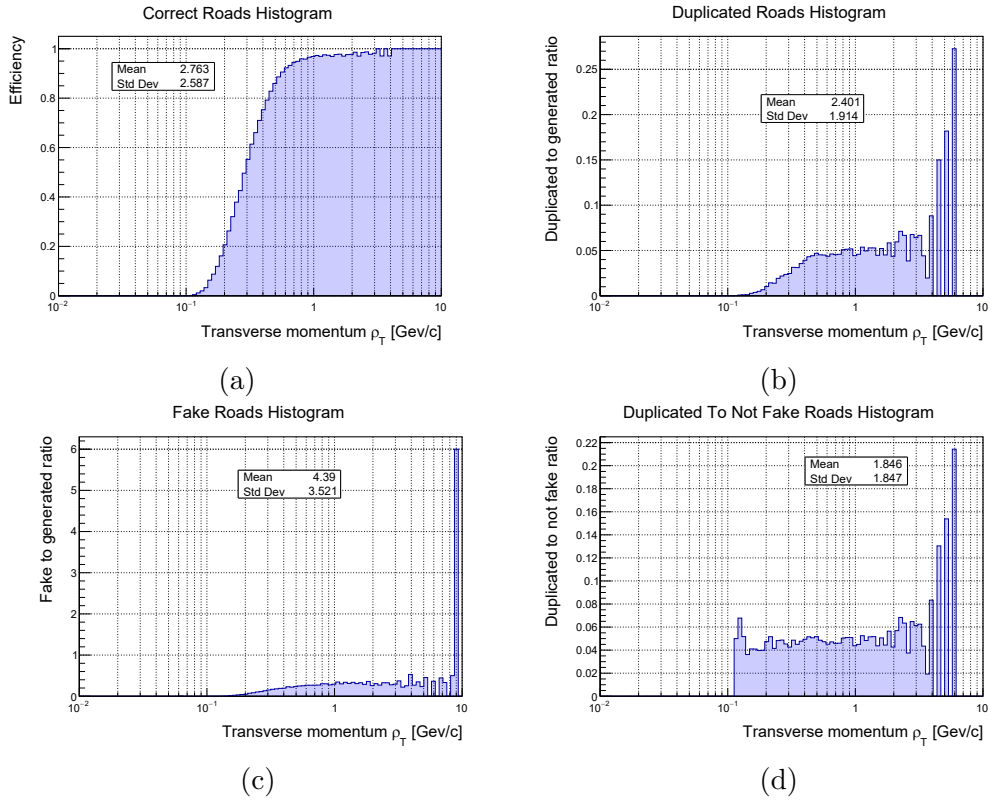 Correct Roads Histogram
Efficiency
1
0.8
0.6
0.4
0.2
0
Mean 2.763
Std Dev 2.587
10⁻² 10⁻¹ 1 10
Transverse momentum ρ_T [Gev/c]
(a)
Duplicated Roads Histogram
Duplicated to generated ratio
0.25
0.2
0.15
0.1
0.05
0
Mean 2.401
Std Dev 1.914
10⁻² 10⁻¹ 1 10
Transverse momentum ρ_T [Gev/c]
(b)
Fake Roads Histogram
Fake to generated ratio
6
5
4
3
2
1
0
Mean 4.39
Std Dev 3.521
10⁻² 10⁻¹ 1 10
Transverse momentum ρ_T [Gev/c]
(c)
Duplicated To Not Fake Roads Histogram
Duplicated to not fake ratio
0.22
0.2
0.18
0.16
0.14
0.12
0.1
0.08
0.06
0.04
0.02
0
Mean 1.846
Std Dev 1.847
10⁻² 10⁻¹ 1 10
Transverse momentum ρ_T [Gev/c]
(d)